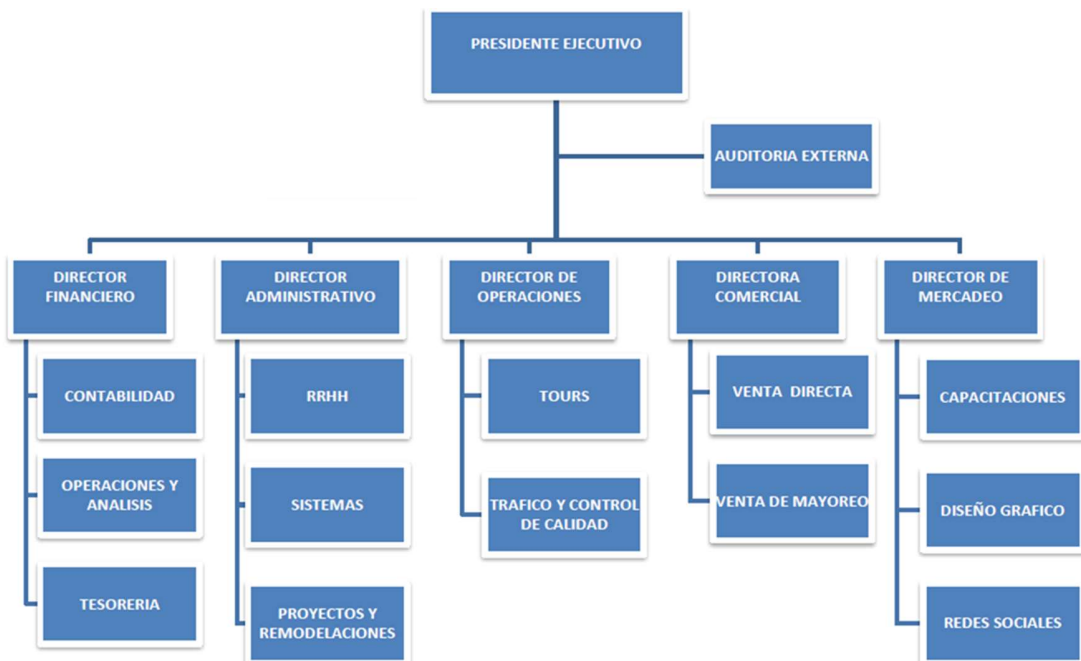 PRESIDENTE EJECUTIVO
AUDITORIA EXTERNA
DIRECTOR
FINANCIERO
CONTABILIDAD
OPERACIONES Y
ANALISIS
TESORERIA
DIRECTOR
ADMINISTRATIVO
RRHH
SISTEMAS
PROYECTOS Y
REMODELACIONES
DIRECTOR DE
OPERACIONES
TOURS
TRAFICO Y CONTROL
DE CALIDAD
DIRECTORA
COMERCIAL
VENTA DIRECTA
VENTA DE MAYOREO
DIRECTOR DE
MERCADEO
CAPACITACIONES
DISEÑO GRAFICO
REDES SOCIALES